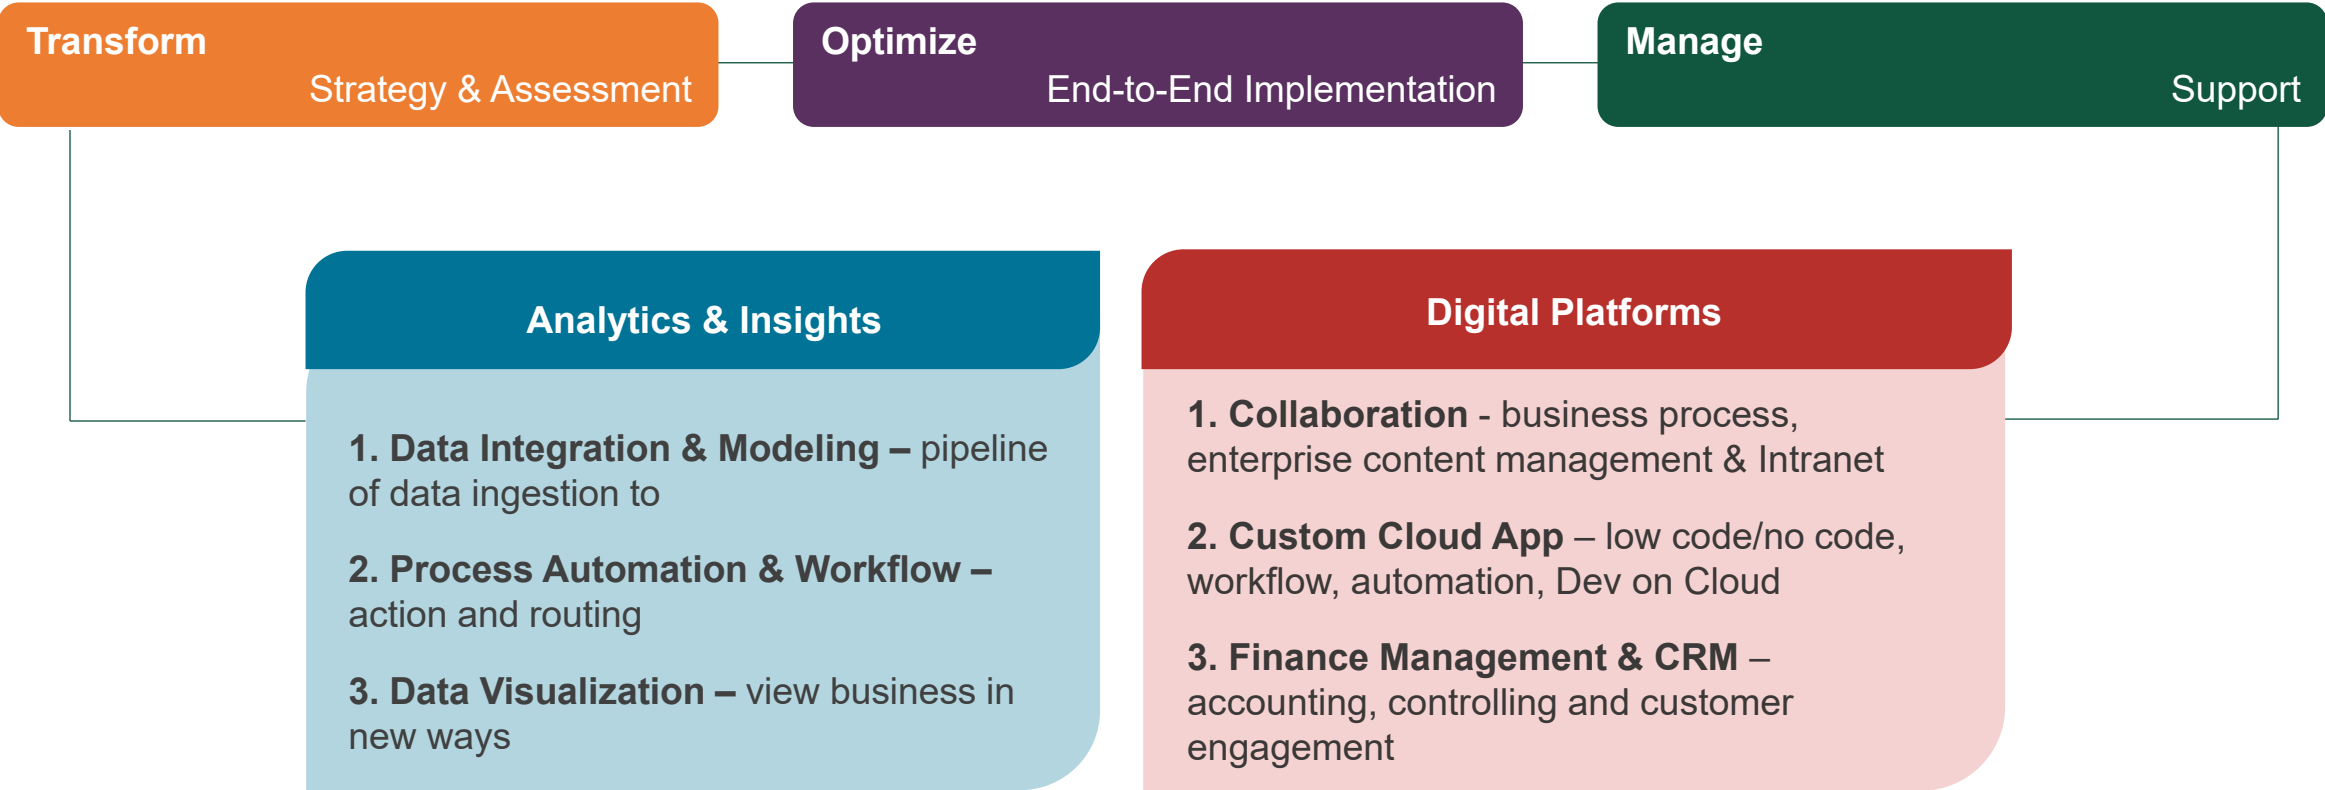 Transform
Strategy & Assessment
Optimize
End-to-End Implementation
Manage
Support
Analytics & Insights
1. Data Integration & Modeling – pipeline
of data ingestion to
2. Process Automation & Workflow –
action and routing
3. Data Visualization – view business in
new ways
Digital Platforms
1. Collaboration - business process,
enterprise content management & Intranet
2. Custom Cloud App – low code/no code,
workflow, automation, Dev on Cloud
3. Finance Management & CRM –
accounting, controlling and customer
engagement